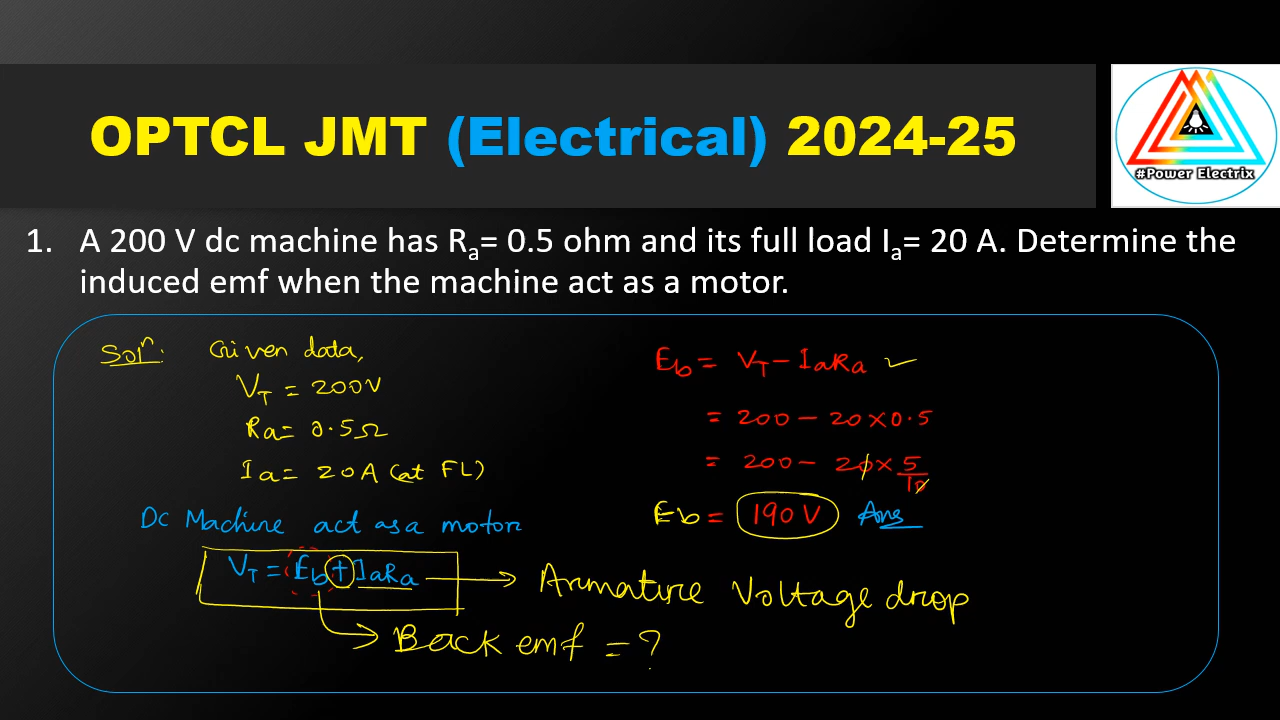 OPTCL JMT (Electrical) 2024-25
#Power Electrix
1. A 200 V dc machine has Ra= 0.5 ohm and its full load Ia= 20 A. Determine the
induced emf when the machine act as a motor.
Solⁿ: Given data,
VT = 200V
Ra= 0.5Ω
Ia= 20A (at FL)
Dc Machine act as a motor
VT = Eb + IaRa → Armature Voltage drop
→ Back emf = ?
Eb = VT - IaRa ✓
= 200 - 20×0.5
= 200 - 20 × 5/10
Eb = 190 V Ans